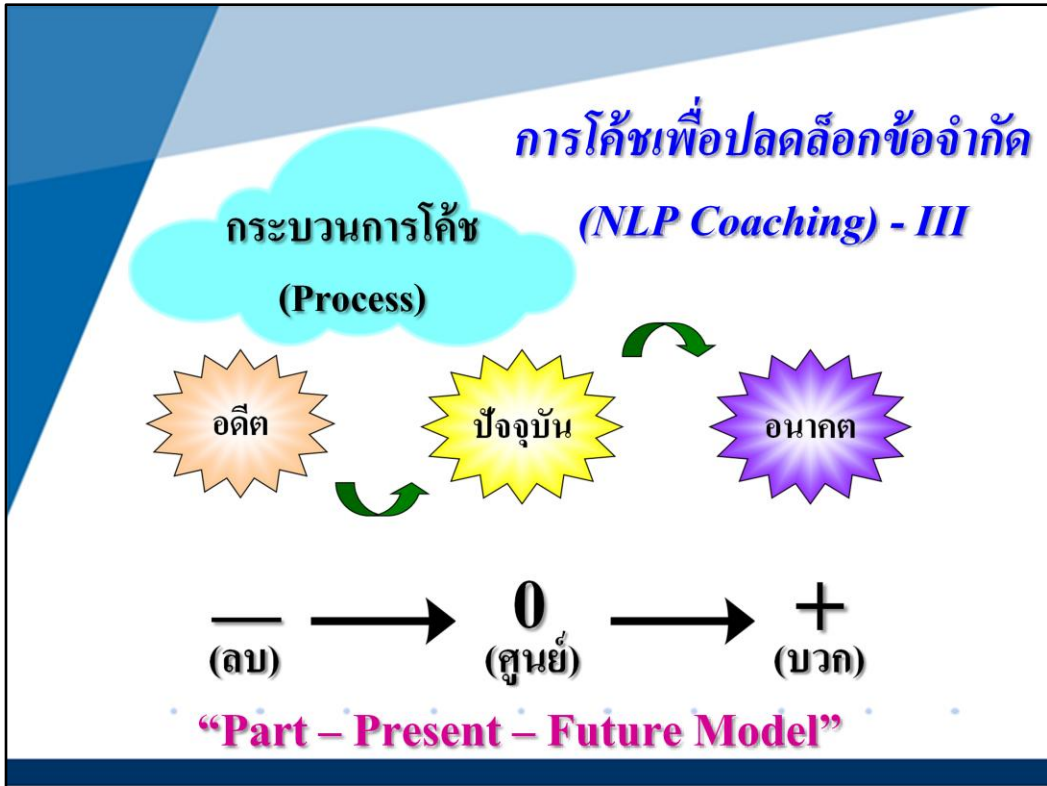 การโค้ชเพื่อปลดล็อกข้อจำกัด
(NLP Coaching) - III
กระบวนการโค้ช
(Process)
อดีต
ปัจจุบัน
อนาคต
— 0 +
(ลบ) (ศูนย์) (บวก)
“Part – Present – Future Model”